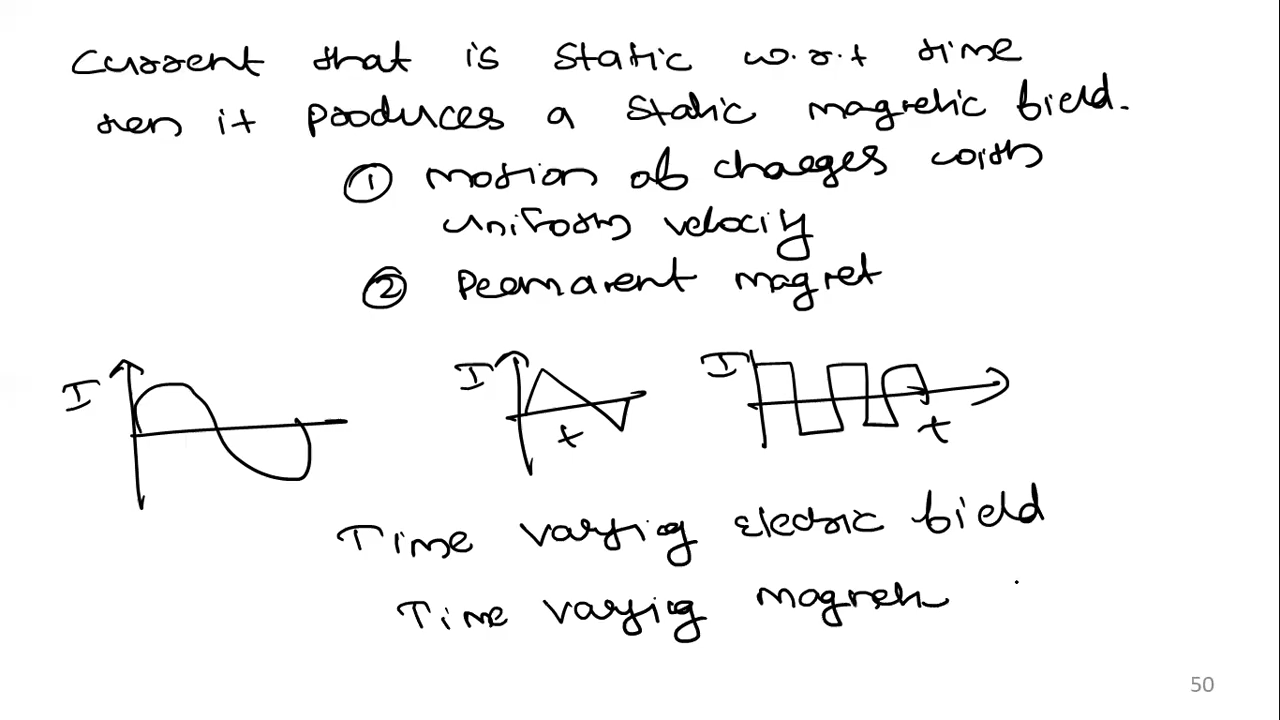 Current that is static w.r.t time
then it produces a static magnetic field.
① motion of charges with
uniform velocity
② Permanent magnet
I
I
t
I
t
Time varying Electric field
Time varying magnetic
50